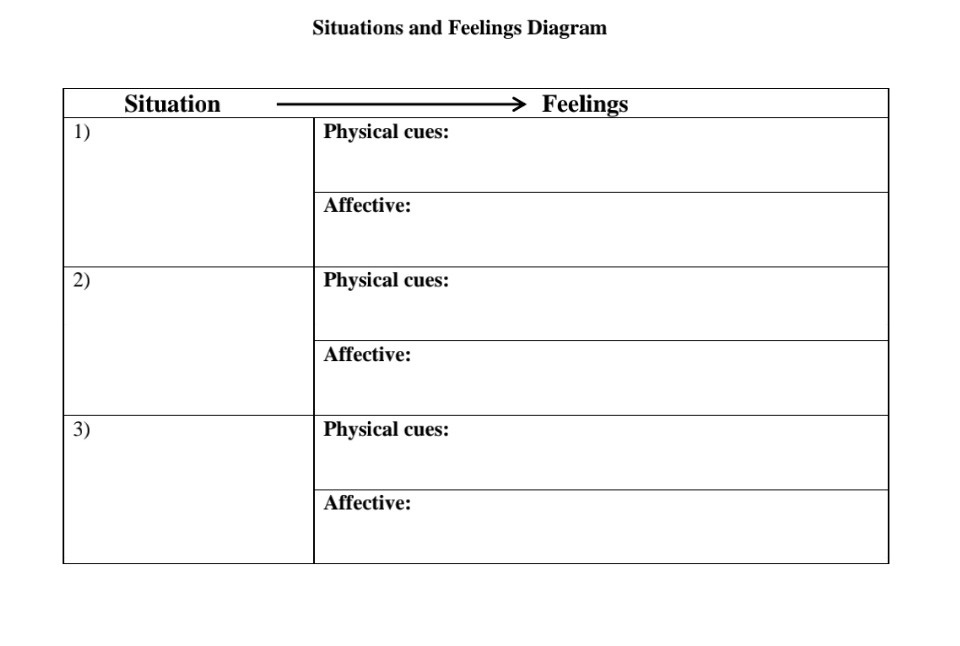 Situations and Feelings Diagram
Situation Feelings
1) Physical cues:
Affective:
2) Physical cues:
Affective:
3) Physical cues:
Affective: